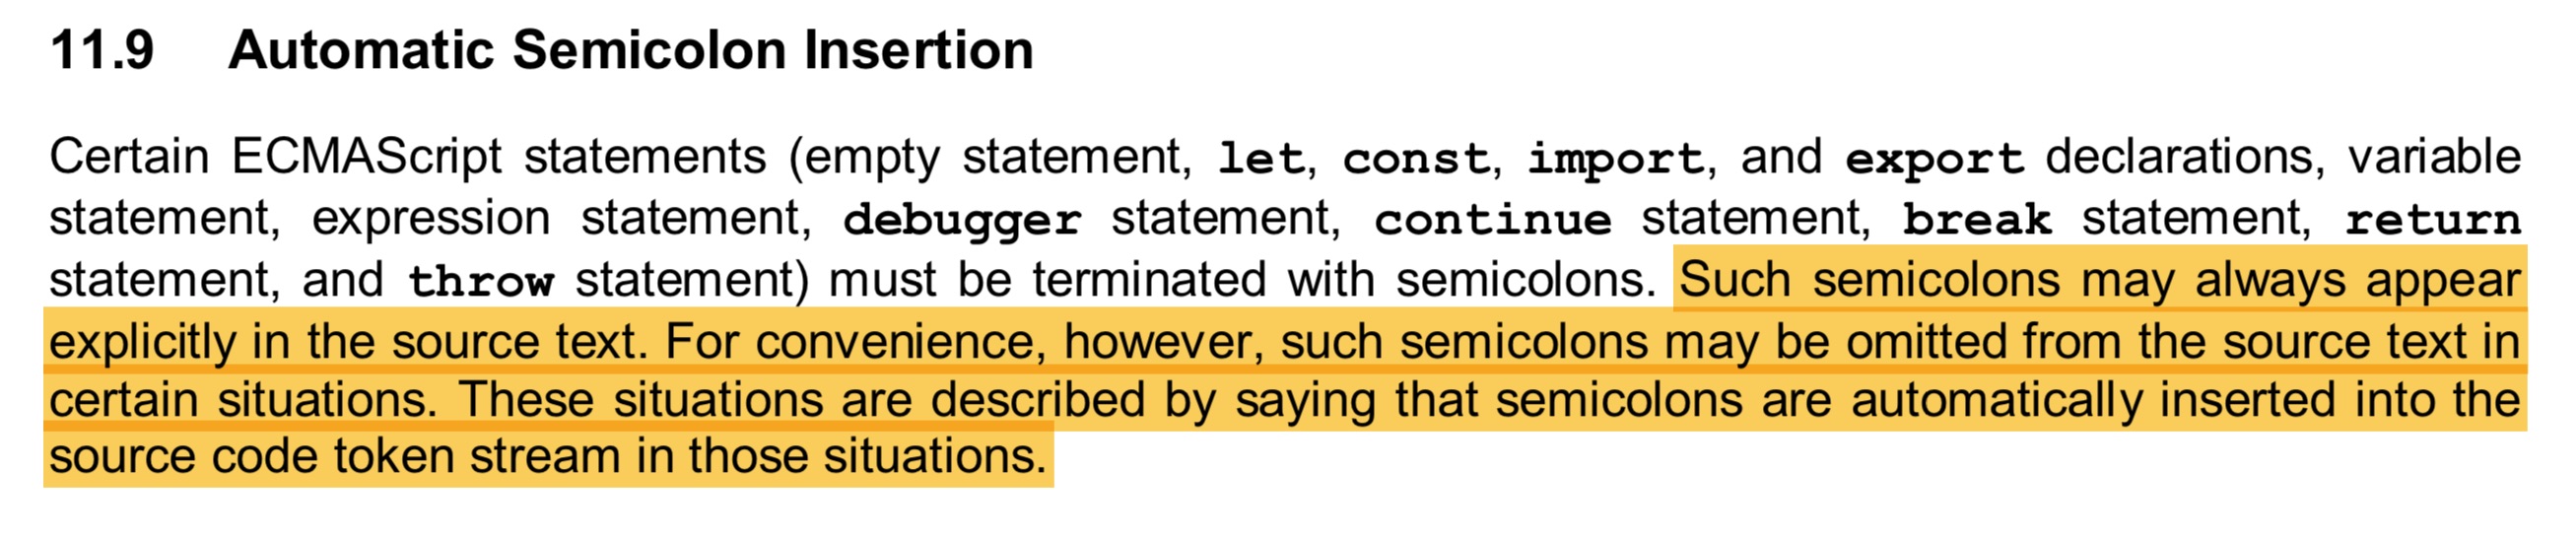 11.9 Automatic Semicolon Insertion
Certain ECMAScript statements (empty statement, let, const, import, and export declarations, variable
statement, expression statement, debugger statement, continue statement, break statement, return
statement, and throw statement) must be terminated with semicolons. Such semicolons may always appear
explicitly in the source text. For convenience, however, such semicolons may be omitted from the source text in
certain situations. These situations are described by saying that semicolons are automatically inserted into the
source code token stream in those situations.